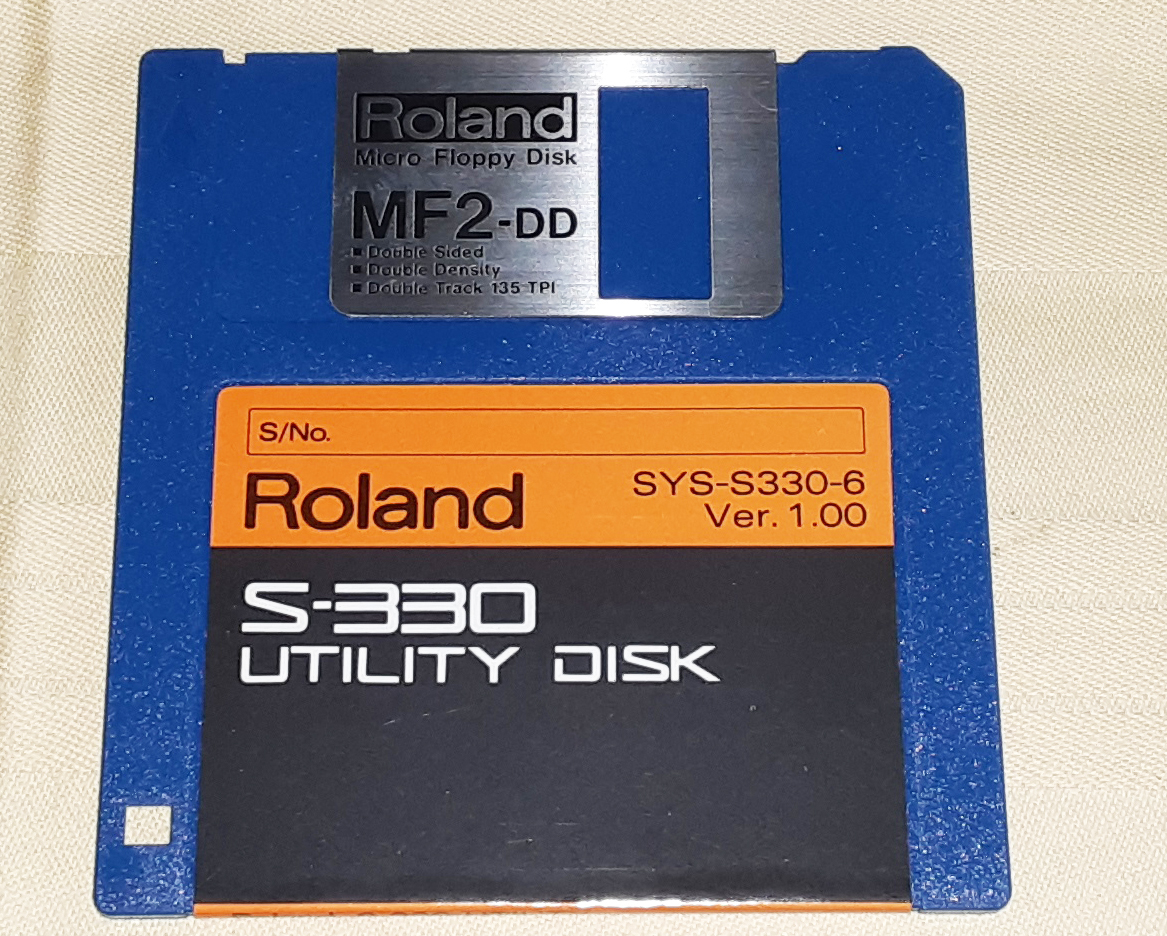 Roland
Micro Floppy Disk
MF2-DD
■ Double Sided
■ Double Density
■ Double Track 135 TPI
S/No.
Roland
SYS-S330-6
Ver. 1.00
S-330
UTILITY DISK